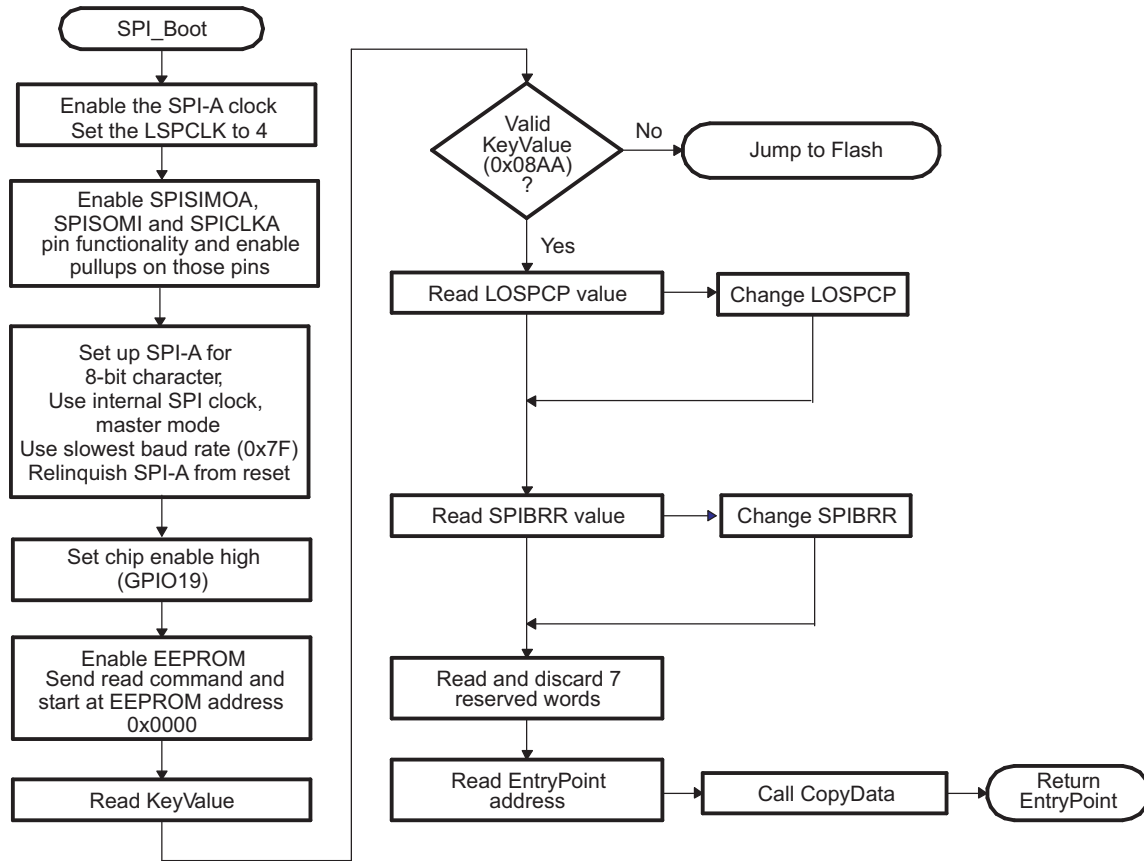 SPI_Boot
Enable the SPI-A clock
Set the LSPCLK to 4
Enable SPISIMOA,
SPISOMI and SPICLKA
pin functionality and enable
pullups on those pins
Set up SPI-A for
8-bit character,
Use internal SPI clock,
master mode
Use slowest baud rate (0x7F)
Relinquish SPI-A from reset
Set chip enable high
(GPIO19)
Enable EEPROM
Send read command and
start at EEPROM address
0x0000
Read KeyValue
Valid
KeyValue
(0x08AA)
?
No
Jump to Flash
Yes
Read LOSPCP value
Change LOSPCP
Read SPIBRR value
Change SPIBRR
Read and discard 7
reserved words
Read EntryPoint
address
Call CopyData
Return
EntryPoint